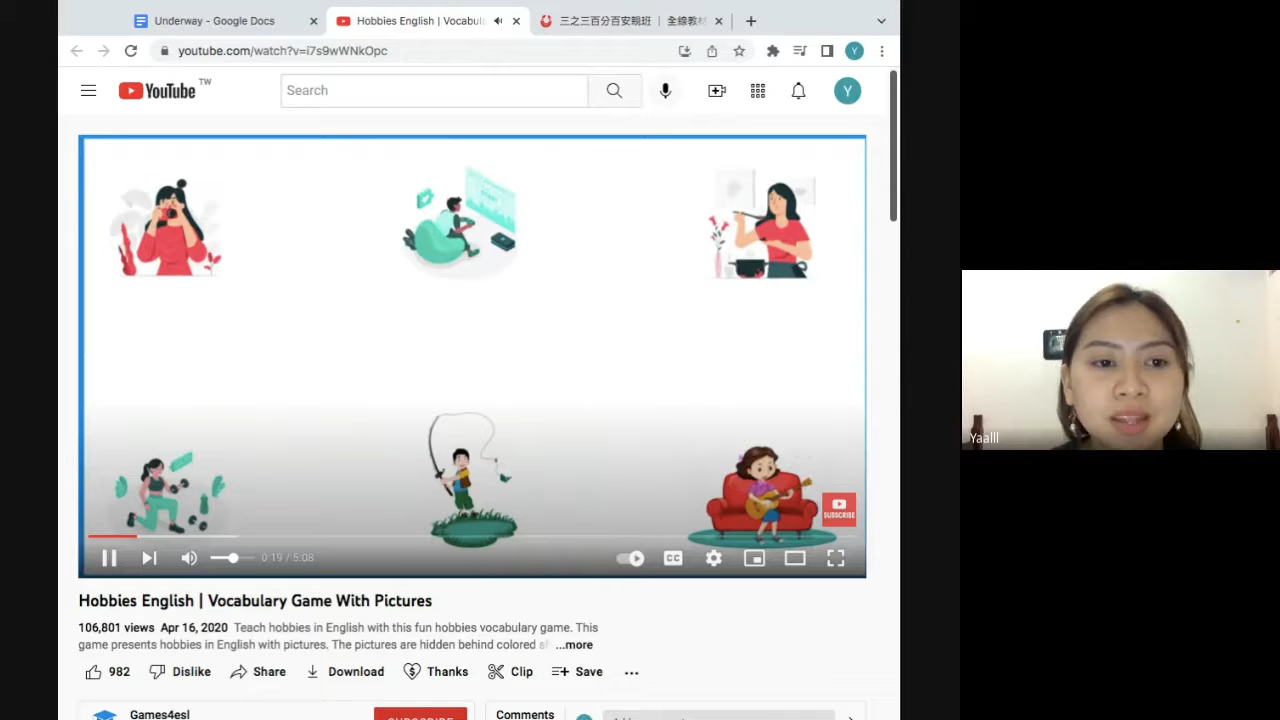 Underway - Google Docs
Hobbies English | Vocabul
三之三百分百安親班 | 全線教材
youtube.com/watch?v=i7s9wWNkOpc
YouTube TW
Search
Y
Y
SUBSCRIBE
0:19 / 5:08
CC
Yaalll
Hobbies English | Vocabulary Game With Pictures
106,801 views Apr 16, 2020 Teach hobbies in English with this fun hobbies vocabulary game. This
game presents hobbies in English with pictures. The pictures are hidden behind colored s ...more
982 Dislike Share Download Thanks Clip Save
Games4esl
SUBSCRIBE
Comments